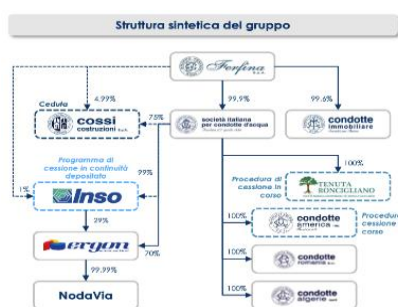 Struttura sintetica del gruppo
Ferfina
4,99%
99.9%
99.6%
Ceduta
75%
cossi
costruzioni
società italiana
per condotte d'acqua
condotte
immobiliare
Programma di
cessione in continuità
depositato
99%
100%
Procedura di
cessione in
corso
TENUTA
RONCIGLIANO
1%
Inso
100%
condotte
america
Procedura
cessione
corso
29%
ergon
70%
100%
condotte
romania
99.99%
NodaVia
100%
condotte
algerie